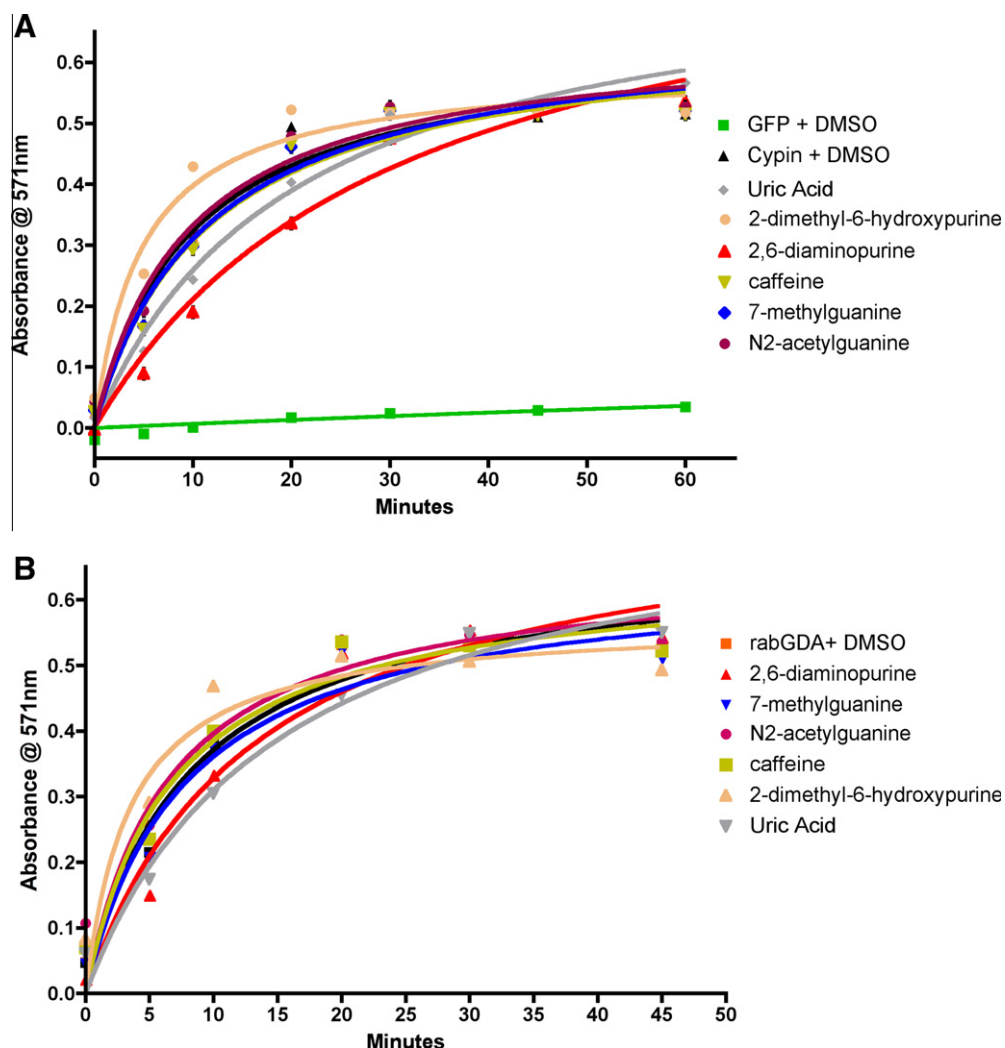 A
Absorbance @ 571nm
0.6
0.5
0.4
0.3
0.2
0.1
0.0
0 10 20 30 40 50 60
Minutes
GFP + DMSO
Cypin + DMSO
Uric Acid
2-dimethyl-6-hydroxypurine
2,6-diaminopurine
caffeine
7-methylguanine
N2-acetylguanine
B
Absorbance @ 571nm
0.6
0.5
0.4
0.3
0.2
0.1
0.0
0 5 10 15 20 25 30 35 40 45 50
Minutes
rabGDA+ DMSO
2,6-diaminopurine
7-methylguanine
N2-acetylguanine
caffeine
2-dimethyl-6-hydroxypurine
Uric Acid